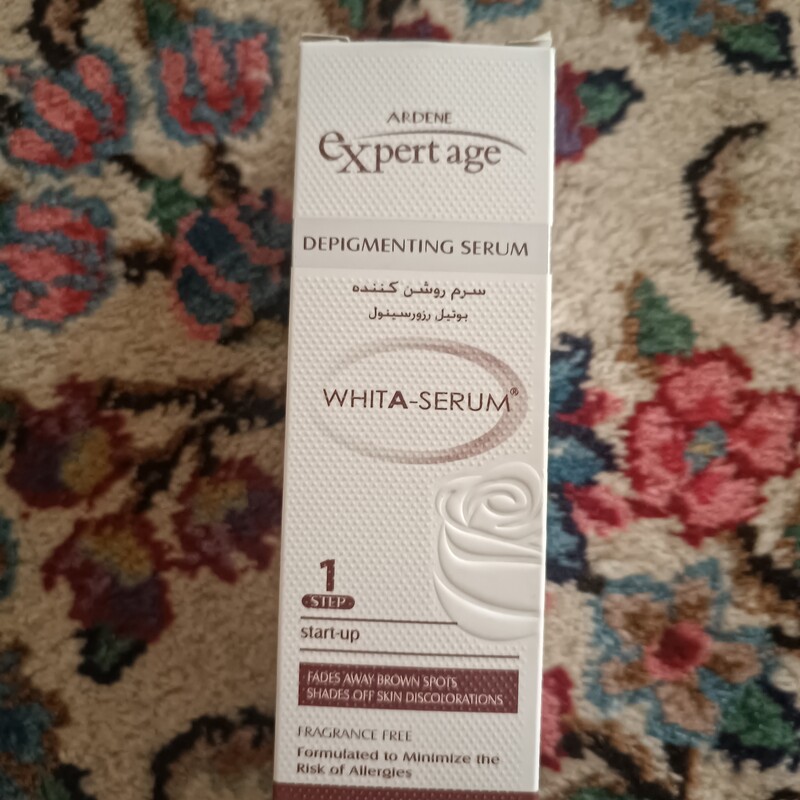 ARDENE
expert age
DEPIGMENTING SERUM
سرم روشن کننده
بوتیل رزورسینول
WHITA-SERUM®
1
STEP
start-up
FADES AWAY BROWN SPOTS
SHADES OFF SKIN DISCOLORATIONS
FRAGRANCE FREE
Formulated to Minimize the
Risk of Allergies